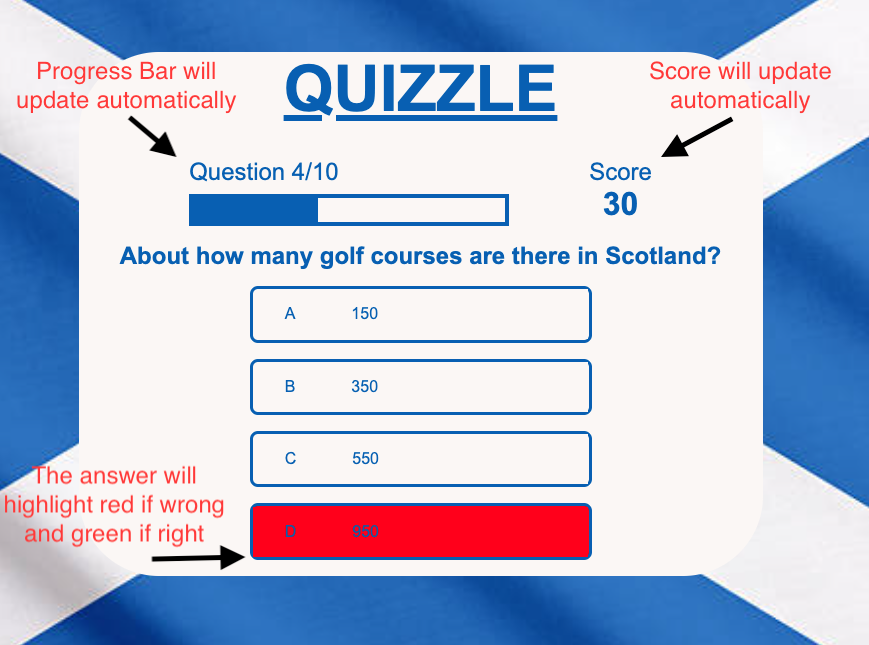 Progress Bar will
update automatically
QUIZZLE
Score will update
automatically
Question 4/10
Score
30
About how many golf courses are there in Scotland?
A 150
B 350
C 550
The answer will
highlight red if wrong
and green if right
D